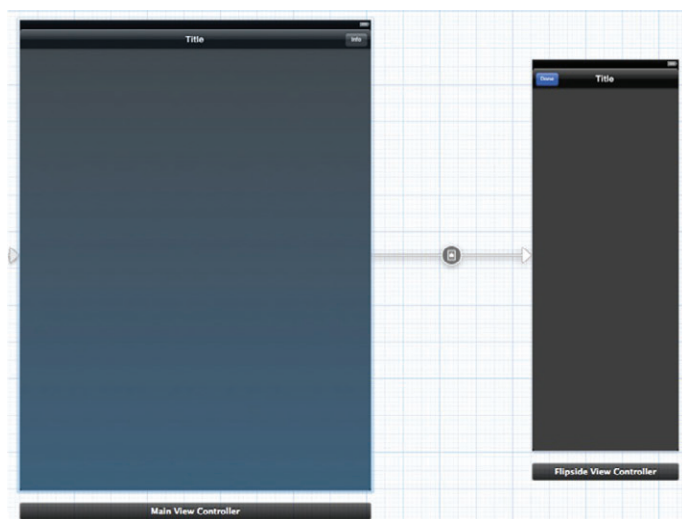 Title
Info
Done
Title
Flipside View Controller
Main View Controller